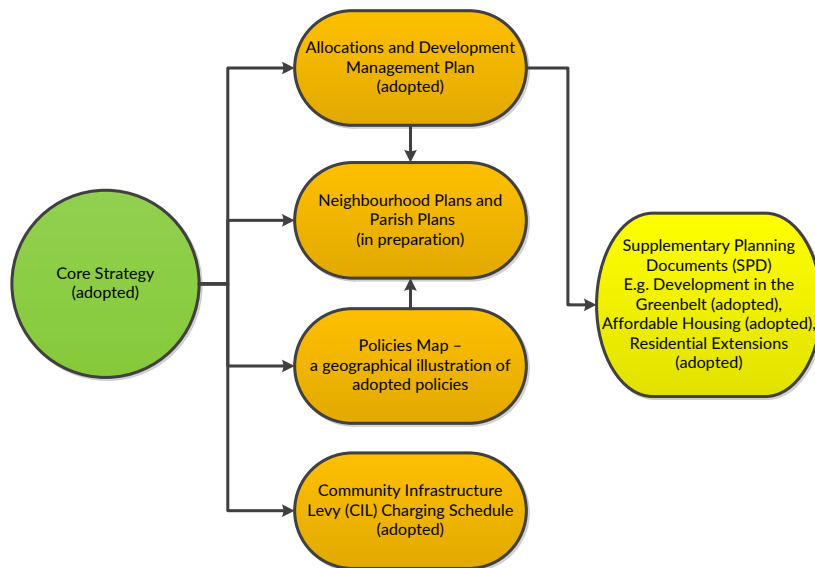 Allocations and Development
Management Plan
(adopted)
Neighbourhood Plans and
Parish Plans
(in preparation)
Core Strategy
(adopted)
Supplementary Planning
Documents (SPD)
E.g. Development in the
Greenbelt (adopted),
Affordable Housing (adopted),
Residential Extensions
(adopted)
Policies Map –
a geographical illustration of
adopted policies
Community Infrastructure
Levy (CIL) Charging Schedule
(adopted)